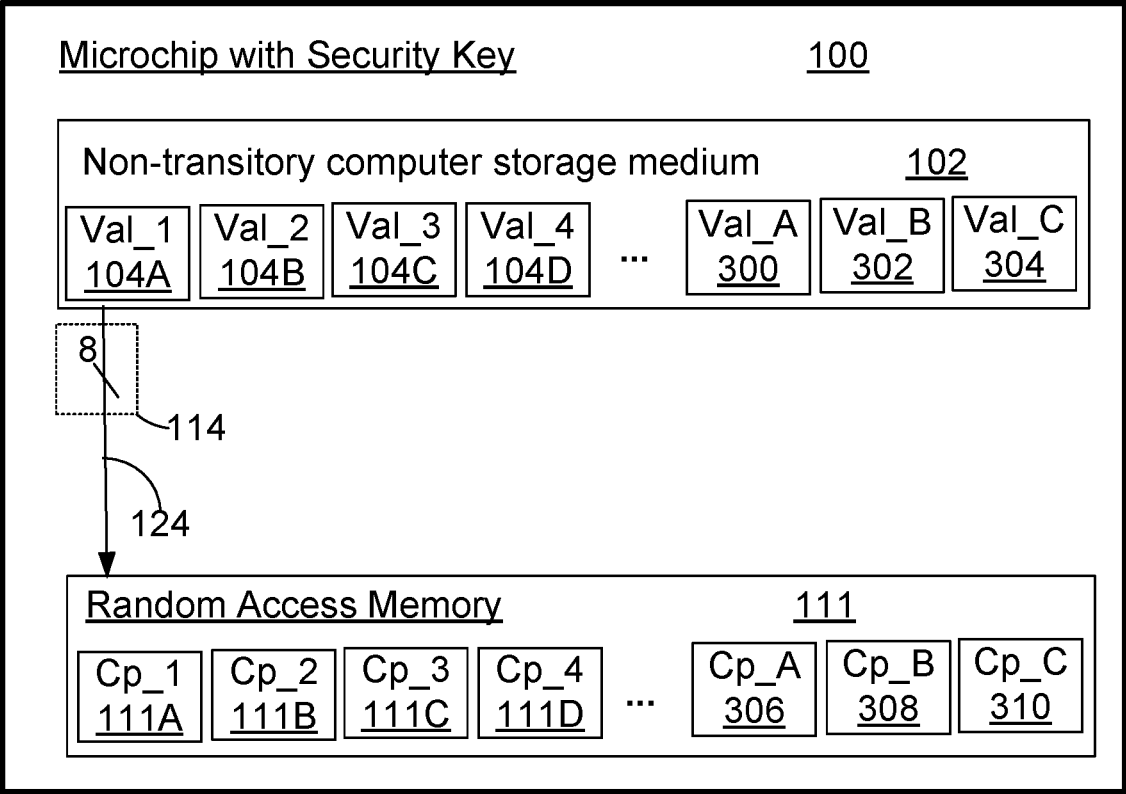 Microchip with Security Key 100
Non-transitory computer storage medium 102
Val_1 Val_2 Val_3 Val_4 ... Val_A Val_B Val_C
104A 104B 104C 104D 300 302 304
8
114
124
Random Access Memory 111
Cp_1 Cp_2 Cp_3 Cp_4 ... Cp_A Cp_B Cp_C
111A 111B 111C 111D 306 308 310